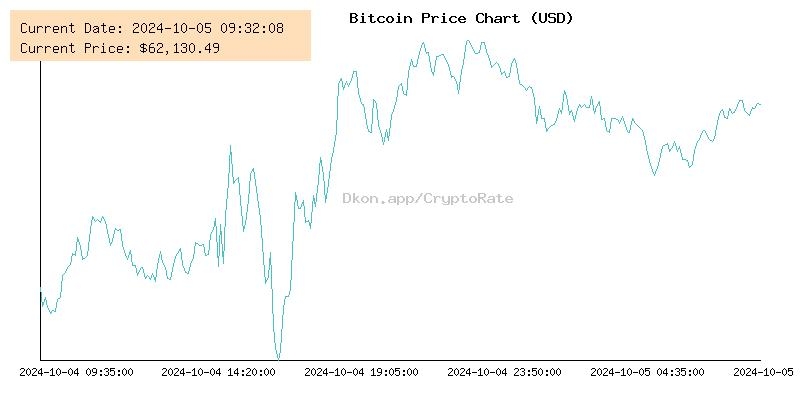 Bitcoin Price Chart (USD)
Current Date: 2024-10-05 09:32:08
Current Price: $62,130.49
Dkon.app/CryptoRate
2024-10-04 09:35:00 2024-10-04 14:20:00 2024-10-04 19:05:00 2024-10-04 23:50:00 2024-10-05 04:35:00 2024-10-05